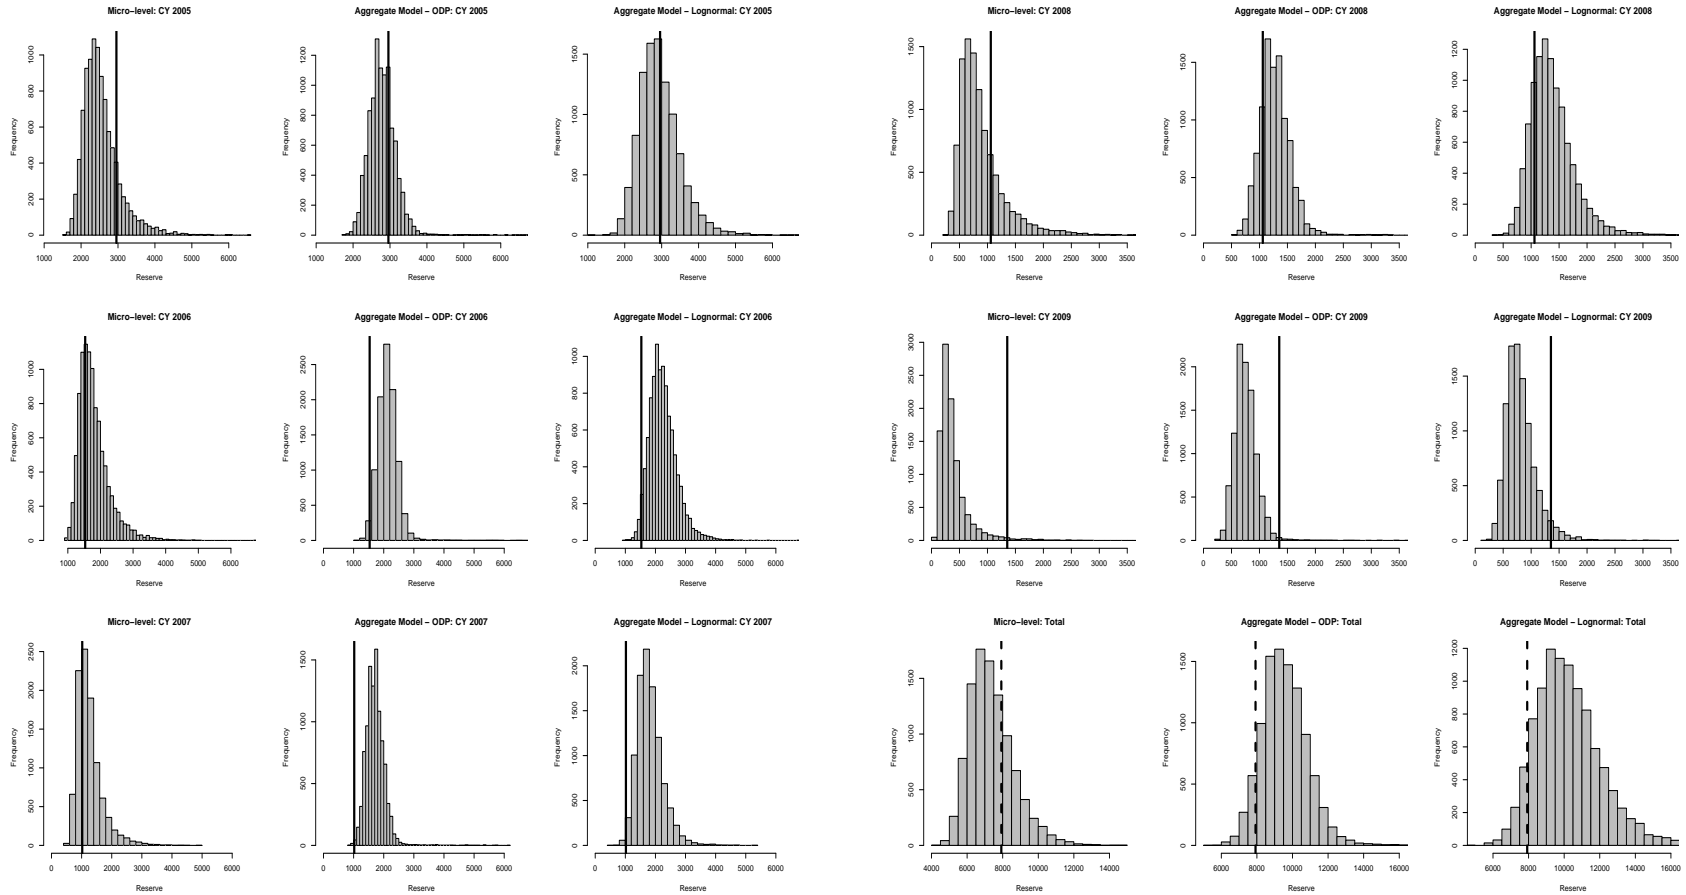 Micro–level: CY 2005
Frequency
0 200 400 600 800 1000
1000 2000 3000 4000 5000 6000
Reserve
Aggregate Model – ODP: CY 2005
Frequency
0 200 400 600 800 1000 1200
1000 2000 3000 4000 5000 6000
Reserve
Aggregate Model – Lognormal: CY 2005
Frequency
0 500 1000 1500
1000 2000 3000 4000 5000 6000
Reserve
Micro–level: CY 2008
Frequency
0 500 1000 1500
0 500 1000 1500 2000 2500 3000 3500
Reserve
Aggregate Model – ODP: CY 2008
Frequency
0 500 1000 1500
0 500 1000 1500 2000 2500 3000 3500
Reserve
Aggregate Model – Lognormal: CY 2008
Frequency
0 200 400 600 800 1000 1200
0 500 1000 1500 2000 2500 3000 3500
Reserve
Micro–level: CY 2006
Frequency
0 200 400 600 800 1000
1000 2000 3000 4000 5000 6000
Reserve
Aggregate Model – ODP: CY 2006
Frequency
0 500 1000 1500 2000 2500
0 1000 2000 3000 4000 5000 6000
Reserve
Aggregate Model – Lognormal: CY 2006
Frequency
0 200 400 600 800 1000
0 1000 2000 3000 4000 5000 6000
Reserve
Micro–level: CY 2009
Frequency
0 500 1000 1500 2000 2500 3000
0 500 1000 1500 2000 2500 3000 3500
Reserve
Aggregate Model – ODP: CY 2009
Frequency
0 500 1000 1500 2000
0 500 1000 1500 2000 2500 3000 3500
Reserve
Aggregate Model – Lognormal: CY 2009
Frequency
0 500 1000 1500
0 500 1000 1500 2000 2500 3000 3500
Reserve
Micro–level: CY 2007
Frequency
0 500 1000 1500 2000 2500
0 1000 2000 3000 4000 5000 6000
Reserve
Aggregate Model – ODP: CY 2007
Frequency
0 500 1000 1500
0 1000 2000 3000 4000 5000 6000
Reserve
Aggregate Model – Lognormal: CY 2007
Frequency
0 500 1000 1500 2000
0 1000 2000 3000 4000 5000 6000
Reserve
Micro–level: Total
Frequency
0 500 1000 1500
4000 6000 8000 10000 12000 14000
Reserve
Aggregate Model – ODP: Total
Frequency
0 500 1000 1500
6000 8000 10000 12000 14000 16000
Reserve
Aggregate Model – Lognormal: Total
Frequency
0 200 400 600 800 1000 1200
6000 8000 10000 12000 14000 16000
Reserve